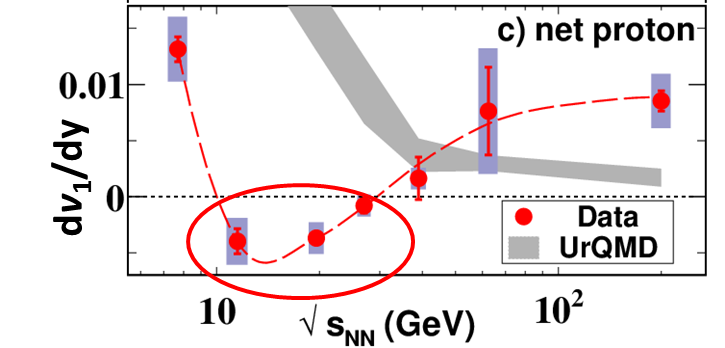 c) net proton
0.01
dv₁/dy
0
Data
UrQMD
10
10²
√ sNN (GeV)